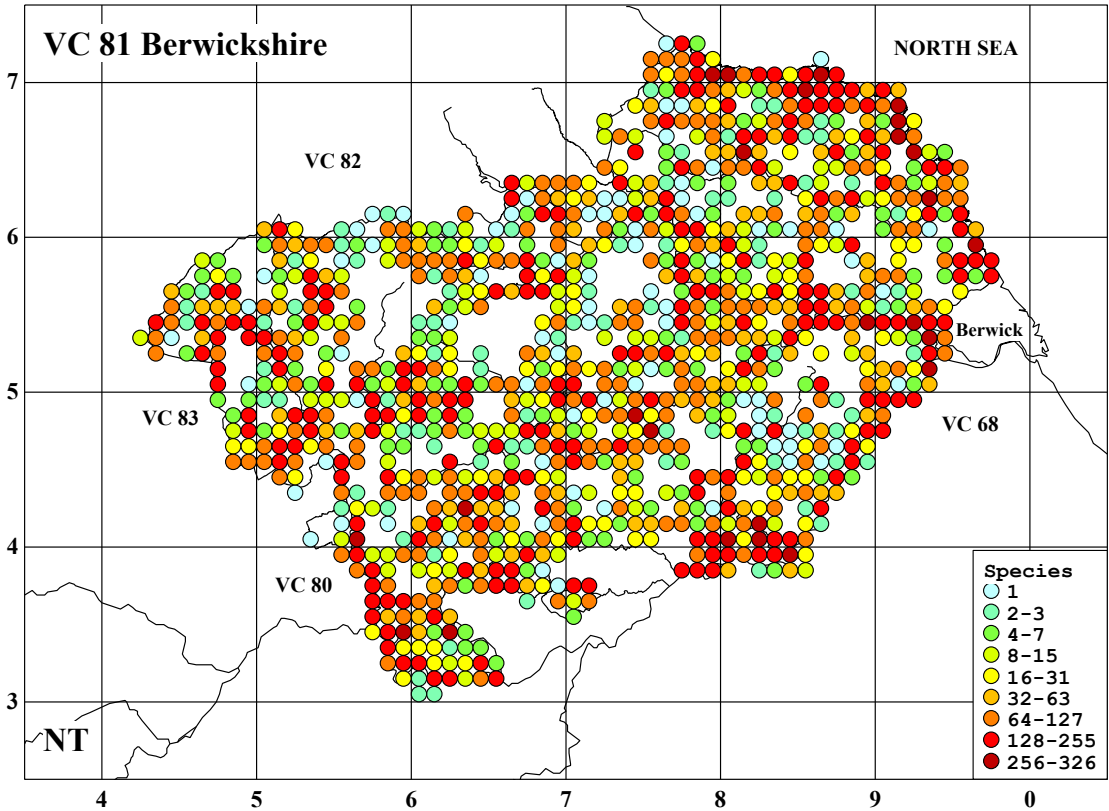 VC 81 Berwickshire
NORTH SEA
7
VC 82
6
Berwick
5
VC 83
VC 68
4
VC 80
Species
1
2-3
4-7
8-15
16-31
32-63
64-127
128-255
256-326
3
NT
4 5 6 7 8 9 0